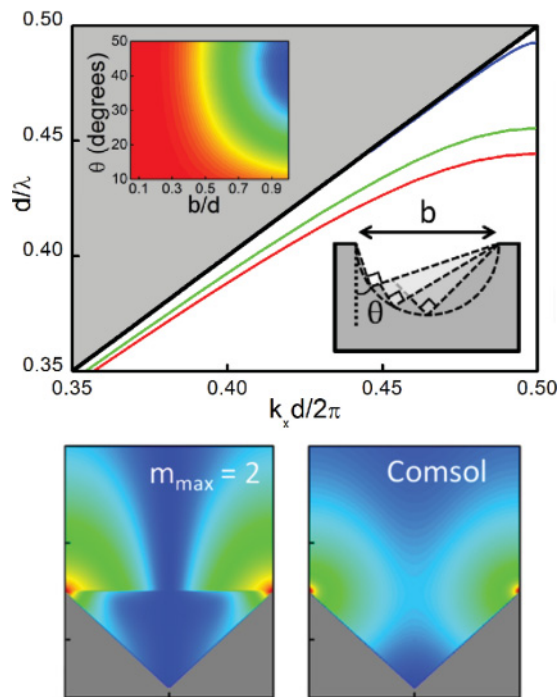 50
40
30
20
10
θ (degrees)
0.1 0.3 0.5 0.7 0.9
b/d
0.50
0.45
0.40
0.35
d/λ
b
θ
0.35 0.40 0.45 0.50
kₓd/2π
m_max = 2
Comsol